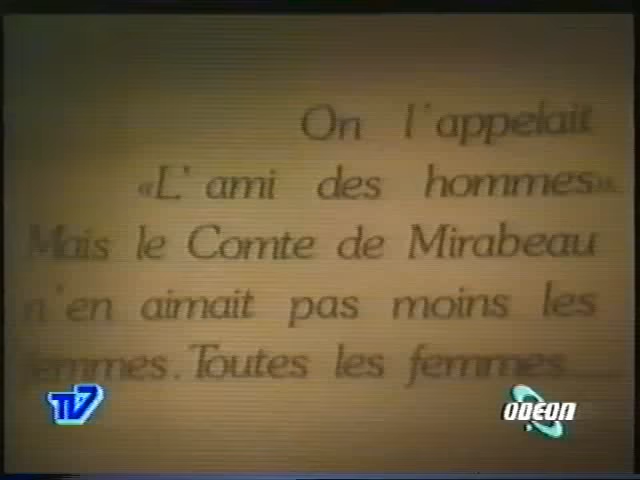 On l'appelait
«L'ami des hommes».
Mais le Comte de Mirabeau
n'en aimait pas moins les
femmes. Toutes les femmes......
TV7
ODEON